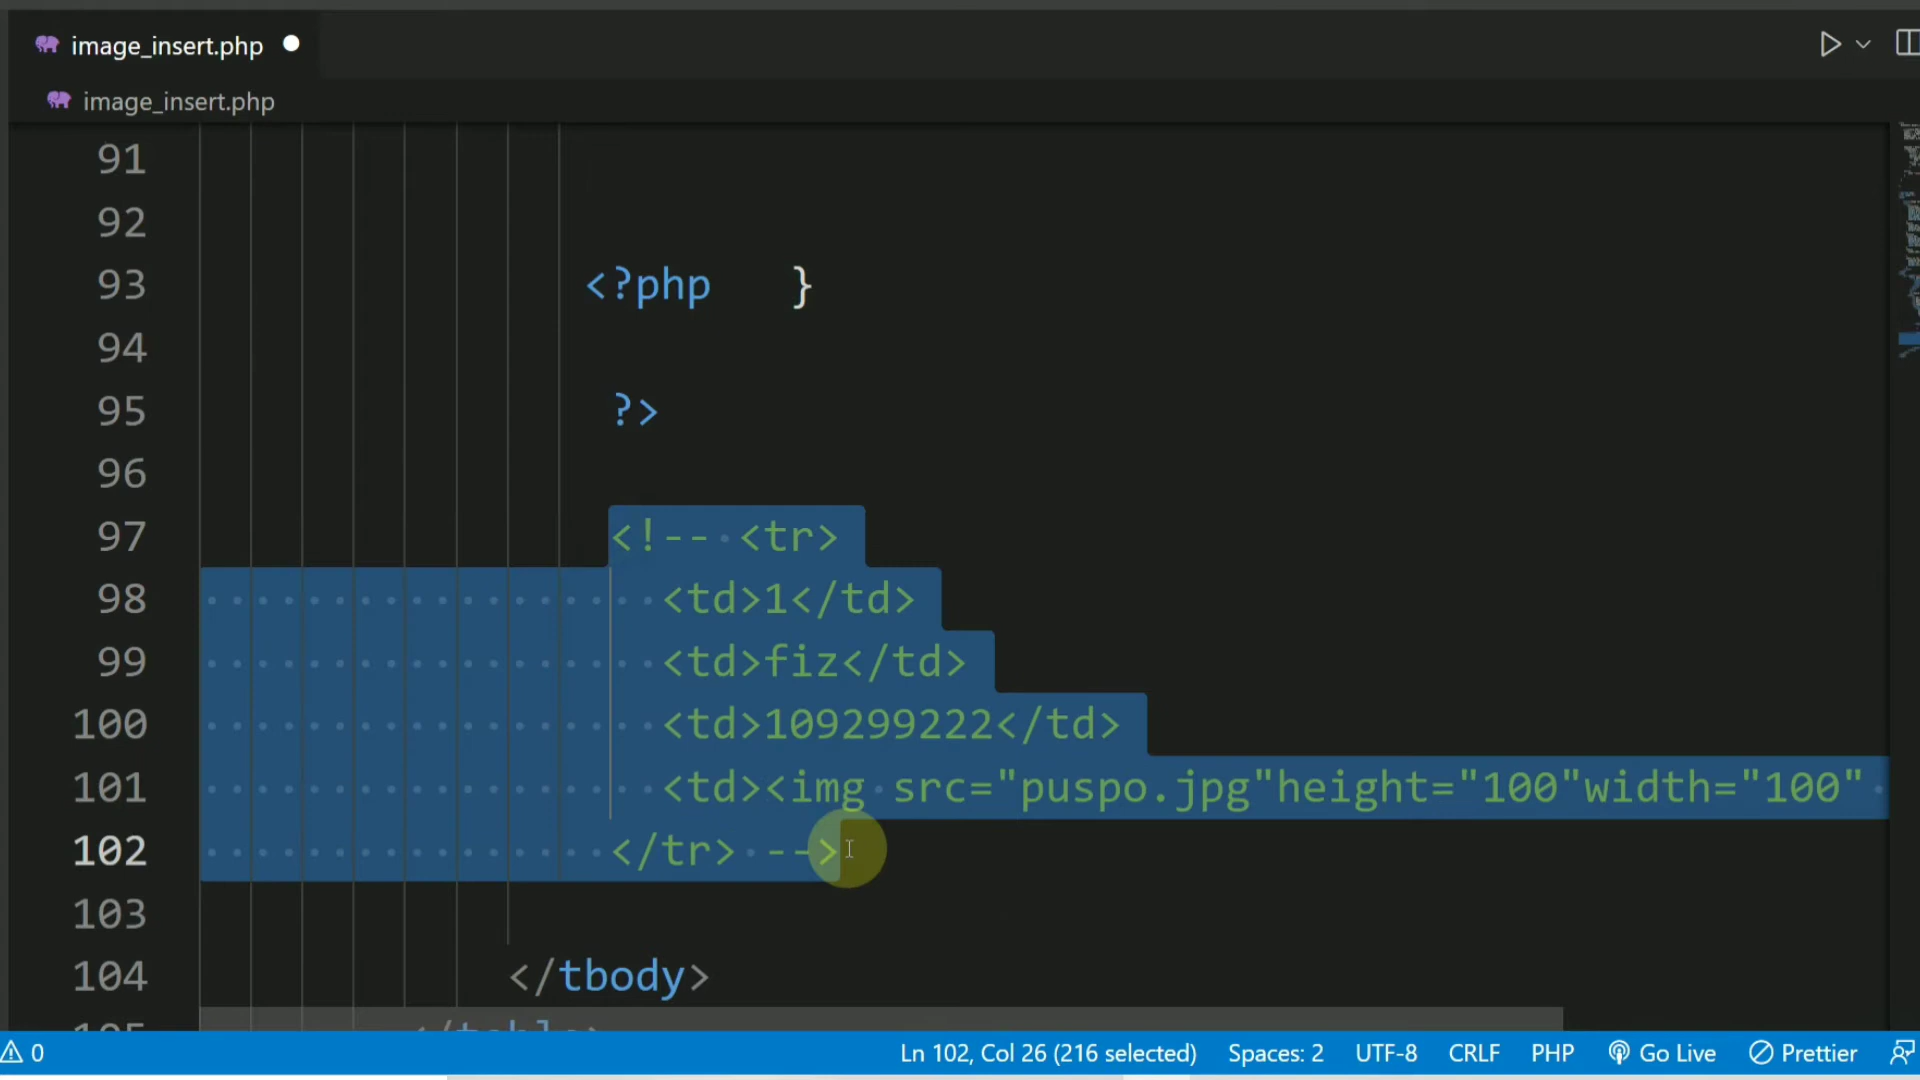 image_insert.php
image_insert.php
91
92
93 <?php }
94
95 ?>
96
97 <!-- <tr>
98 <td>1</td>
99 <td>fiz</td>
100 <td>109299222</td>
101 <td><img src="puspo.jpg"height="100"width="100"
102 </tr> -->
103
104 </tbody>
105 </table>
0 Ln 102, Col 26 (216 selected) Spaces: 2 UTF-8 CRLF PHP Go Live Prettier